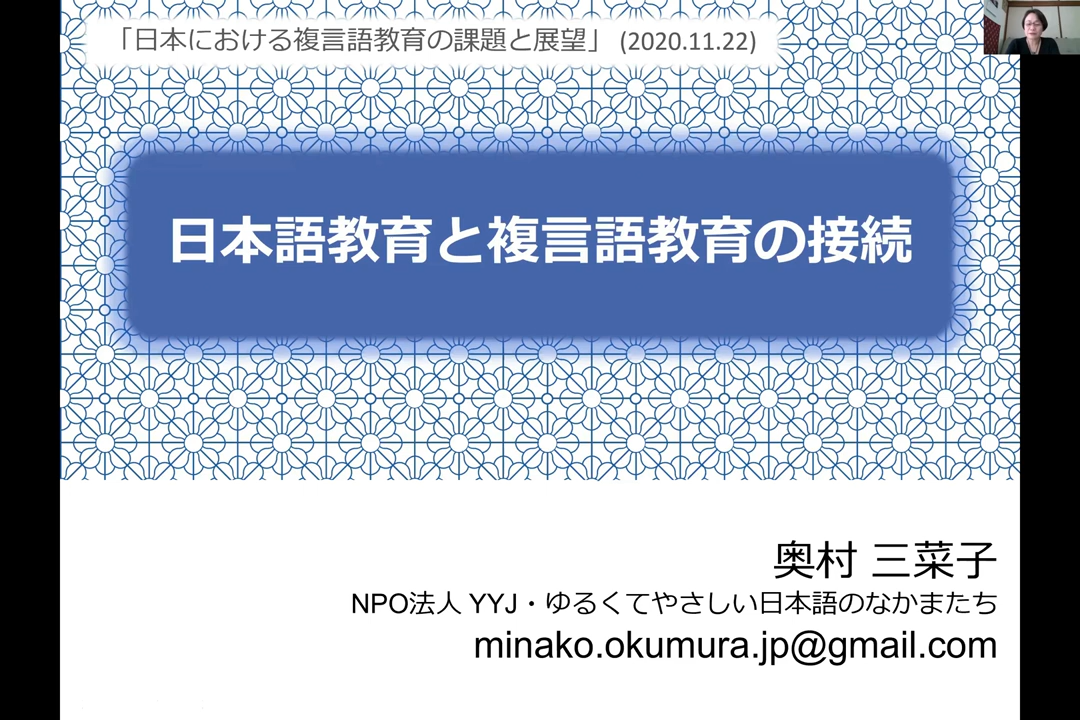 「日本における複言語教育の課題と展望」 (2020.11.22)
日本語教育と複言語教育の接続
奥村 三菜子
NPO法人 YYJ・ゆるくてやさしい日本語のなかまたち
minako.okumura.jp@gmail.com